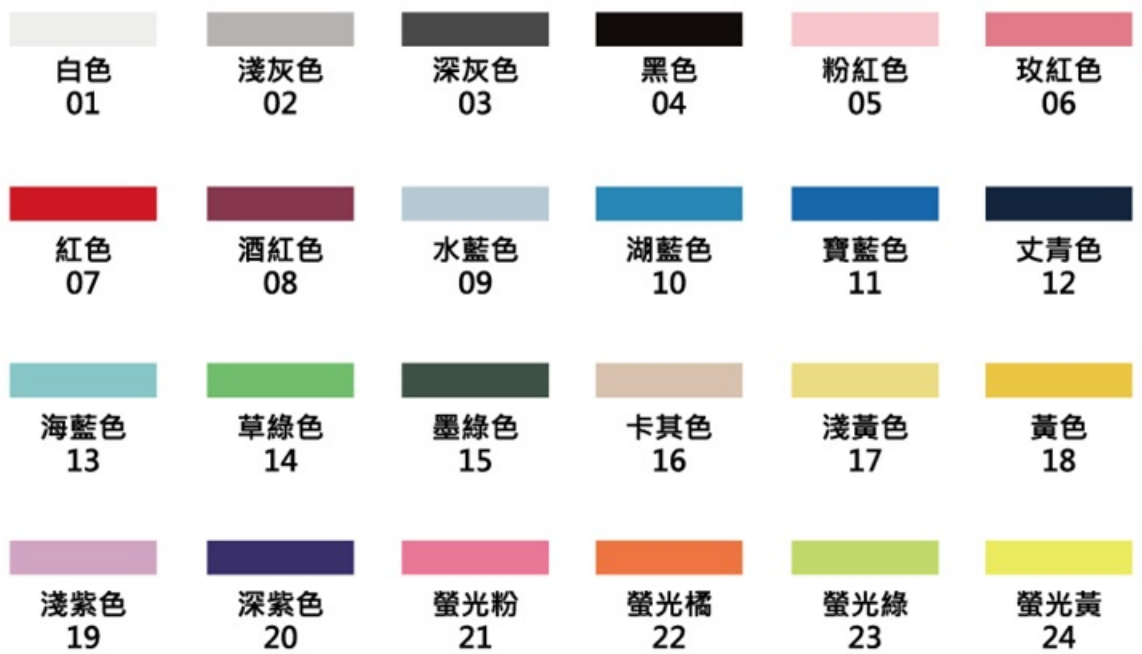 白色
01
淺灰色
02
深灰色
03
黑色
04
粉紅色
05
玫紅色
06
紅色
07
酒紅色
08
水藍色
09
湖藍色
10
寶藍色
11
丈青色
12
海藍色
13
草綠色
14
墨綠色
15
卡其色
16
淺黃色
17
黃色
18
淺紫色
19
深紫色
20
螢光粉
21
螢光橘
22
螢光綠
23
螢光黃
24